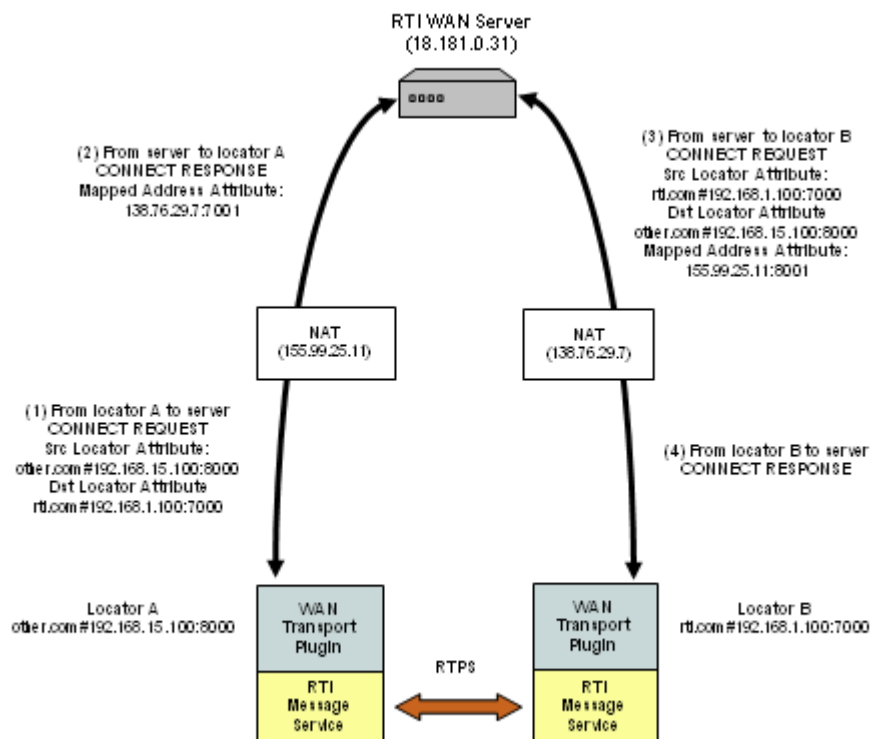 RTI WAN Server
(18.181.0.31)
(2) From server to locator A
CONNECT RESPONSE
Mapped Address Attribute:
138.76.29.7:7001
(3) From server to locator B
CONNECT REQUEST
Src Locator Attribute:
rti.com#192.168.1.100:7000
Dst Locator Attribute
other.com#192.168.15.100:8000
Mapped Address Attribute:
155.99.25.11:8001
NAT
(155.99.25.11)
NAT
(138.76.29.7)
(1) From locator A to server
CONNECT REQUEST
Src Locator Attribute:
other.com#192.168.15.100:8000
Dst Locator Attribute
rti.com#192.168.1.100:7000
(4) From locator B to server
CONNECT RESPONSE
Locator A
other.com#192.168.15.100:8000
WAN
Transport
Plugin
RTI
Message
Service
RTPS
WAN
Transport
Plugin
RTI
Message
Service
Locator B
rti.com#192.168.1.100:7000